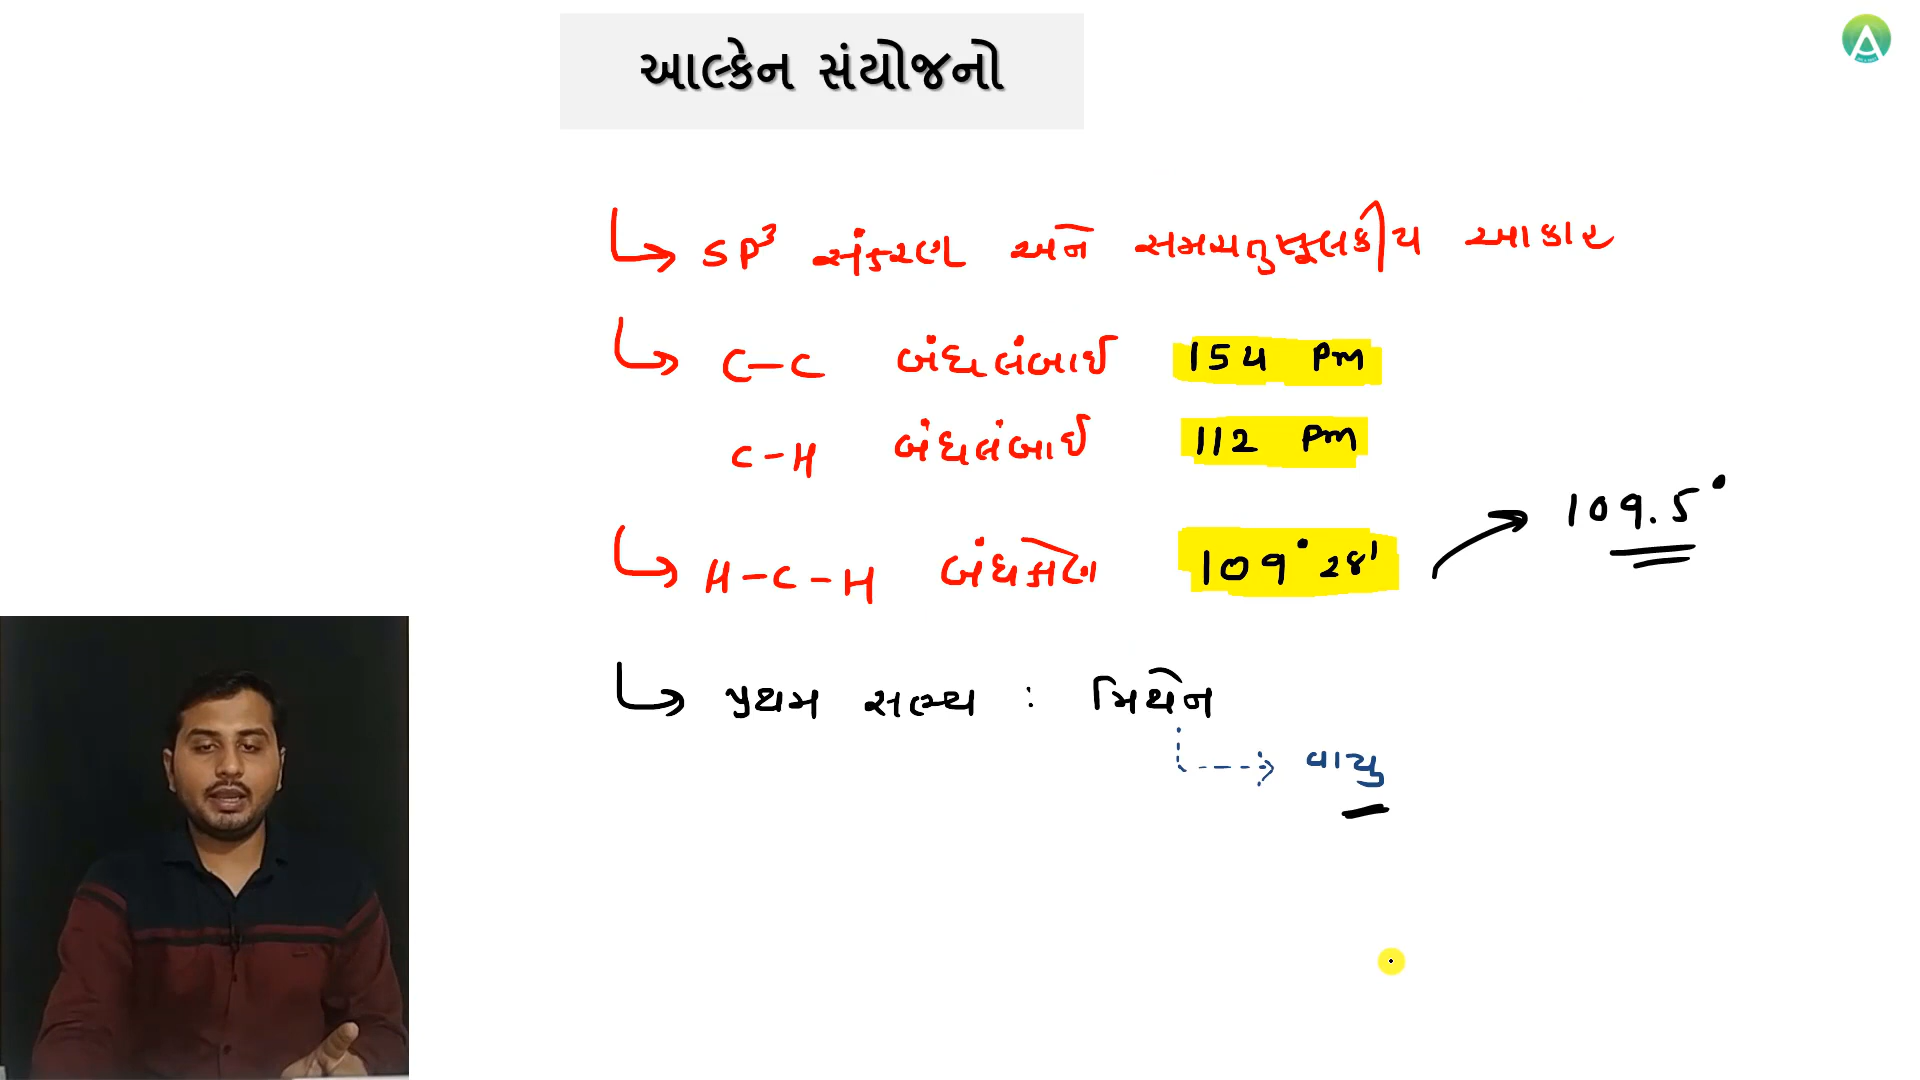 આલ્કેન સંયોજનો
SP³ સંકરણ અને સમચતુષ્ફલકીય આકાર
C-C બંધલંબાઈ 154 Pm
C-H બંધલંબાઈ 112 Pm
109.5°
H-C-H બંધકોણ 109° 28'
પ્રથમ સભ્ય : મિથેન
વાયુ